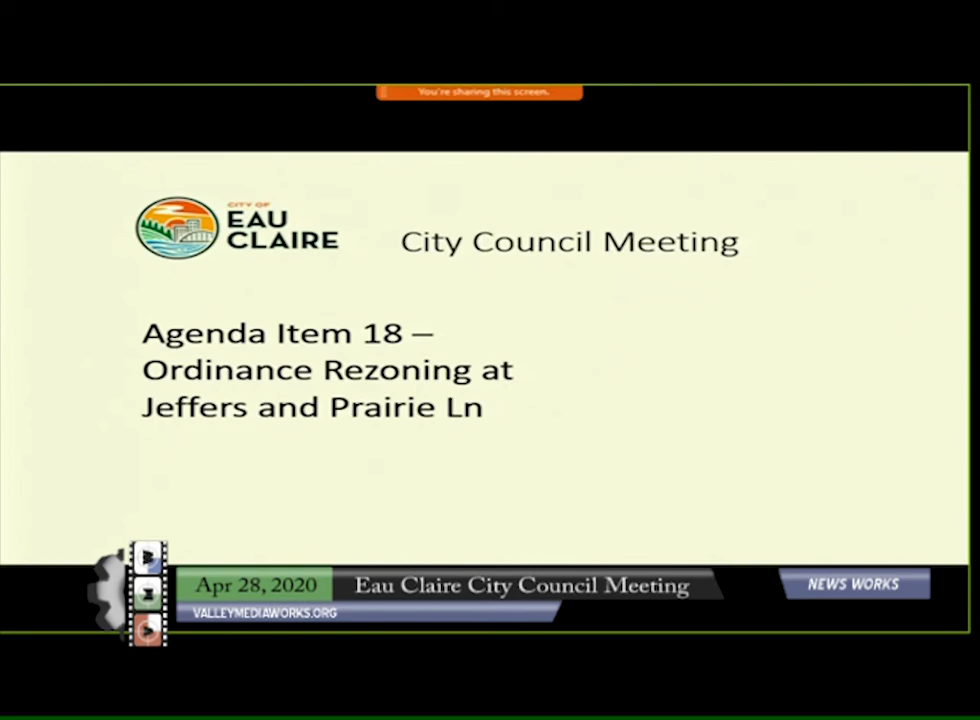 You're sharing this screen.
CITY OF
EAU
CLAIRE
City Council Meeting
Agenda Item 18 –
Ordinance Rezoning at
Jeffers and Prairie Ln
Apr 28, 2020
Eau Claire City Council Meeting
NEWS WORKS
VALLEYMEDIAWORKS.ORG